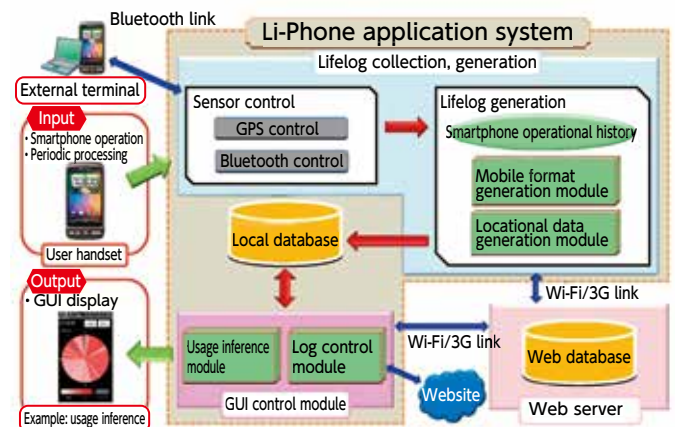 Bluetooth link
Li-Phone application system
Lifelog collection, generation
External terminal
Sensor control
GPS control
Bluetooth control
Lifelog generation
Smartphone operational history
Mobile format
generation module
Locational data
generation module
Input
・Smartphone operation
・Periodic processing
User handset
Local database
Output
・GUI display
Example: usage inference
Wi-Fi/3G link
Usage inference
module
Log control
module
GUI control module
Wi-Fi/3G link
Website
Web database
Web server